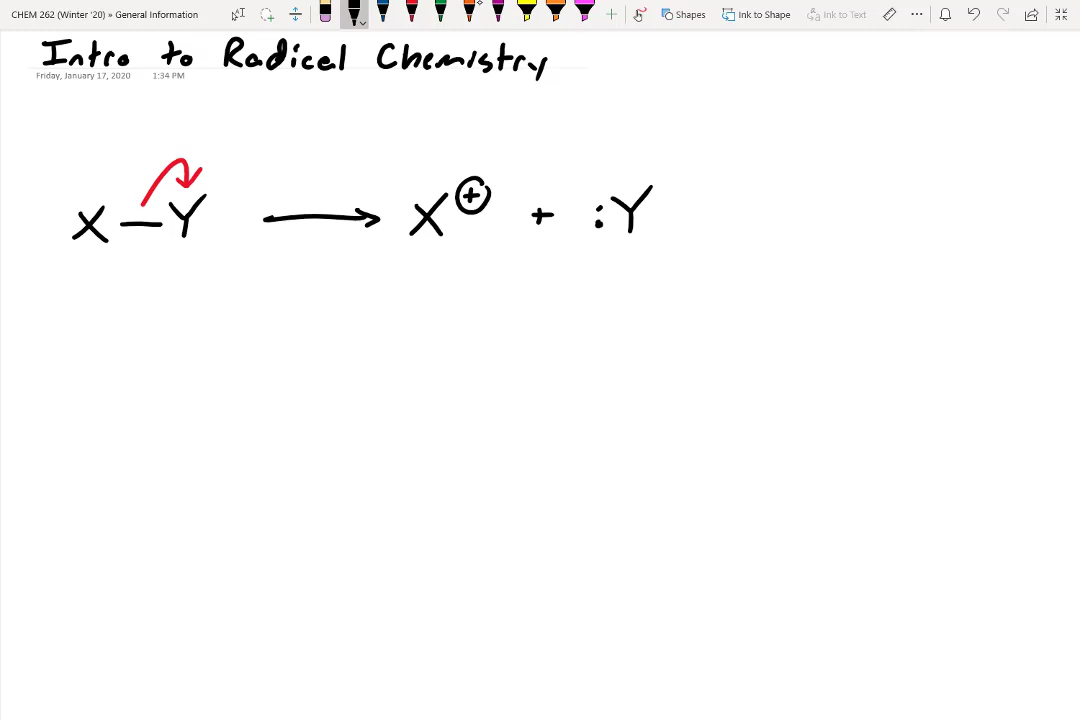 CHEM 262 (Winter '20) » General Information
Shapes
Ink to Shape
Ink to Text
Intro to Radical Chemistry
Friday, January 17, 2020 1:34 PM
X—Y ⟶ X⊕ + :Y